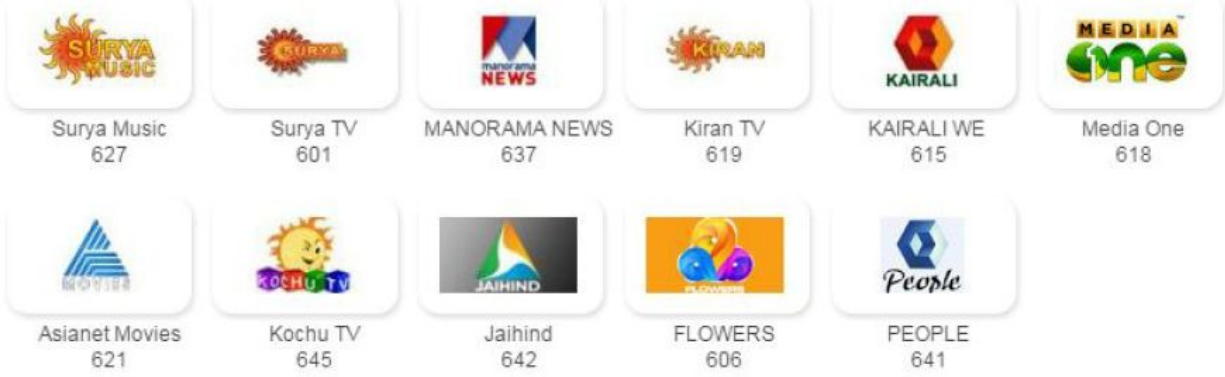 SURYA MUSIC
SURYA
manorama NEWS
KIRAN
KAIRALI
MEDIA one
Surya Music
Surya TV
MANORAMA NEWS
Kiran TV
KAIRALI WE
Media One
627
601
637
619
615
618
MOVIES
KOCHU TV
JAIHIND
FLOWERS
People
Asianet Movies
Kochu TV
Jaihind
FLOWERS
PEOPLE
621
645
642
606
641